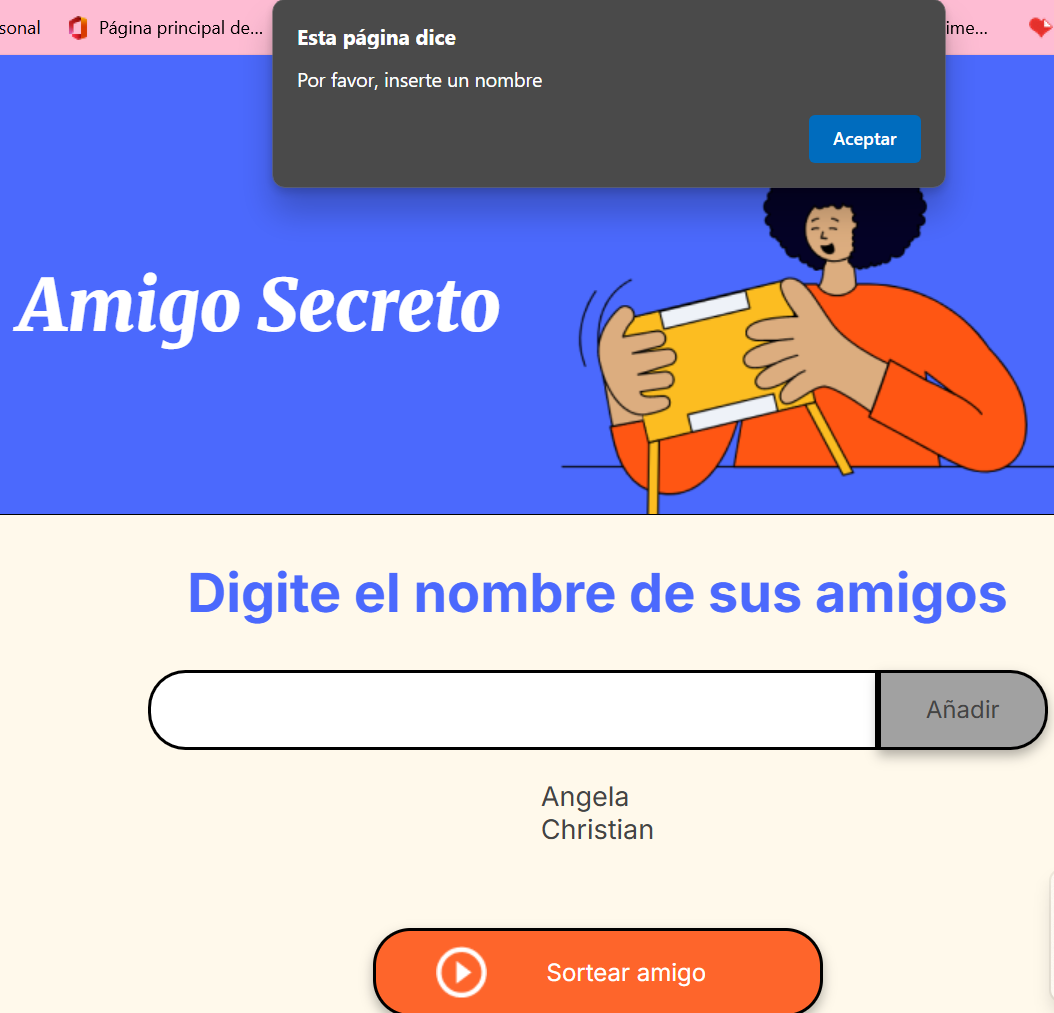 sonal
Página principal de...
ime...
Esta página dice
Por favor, inserte un nombre
Aceptar
Amigo Secreto
Digite el nombre de sus amigos
Añadir
Angela
Christian
Sortear amigo